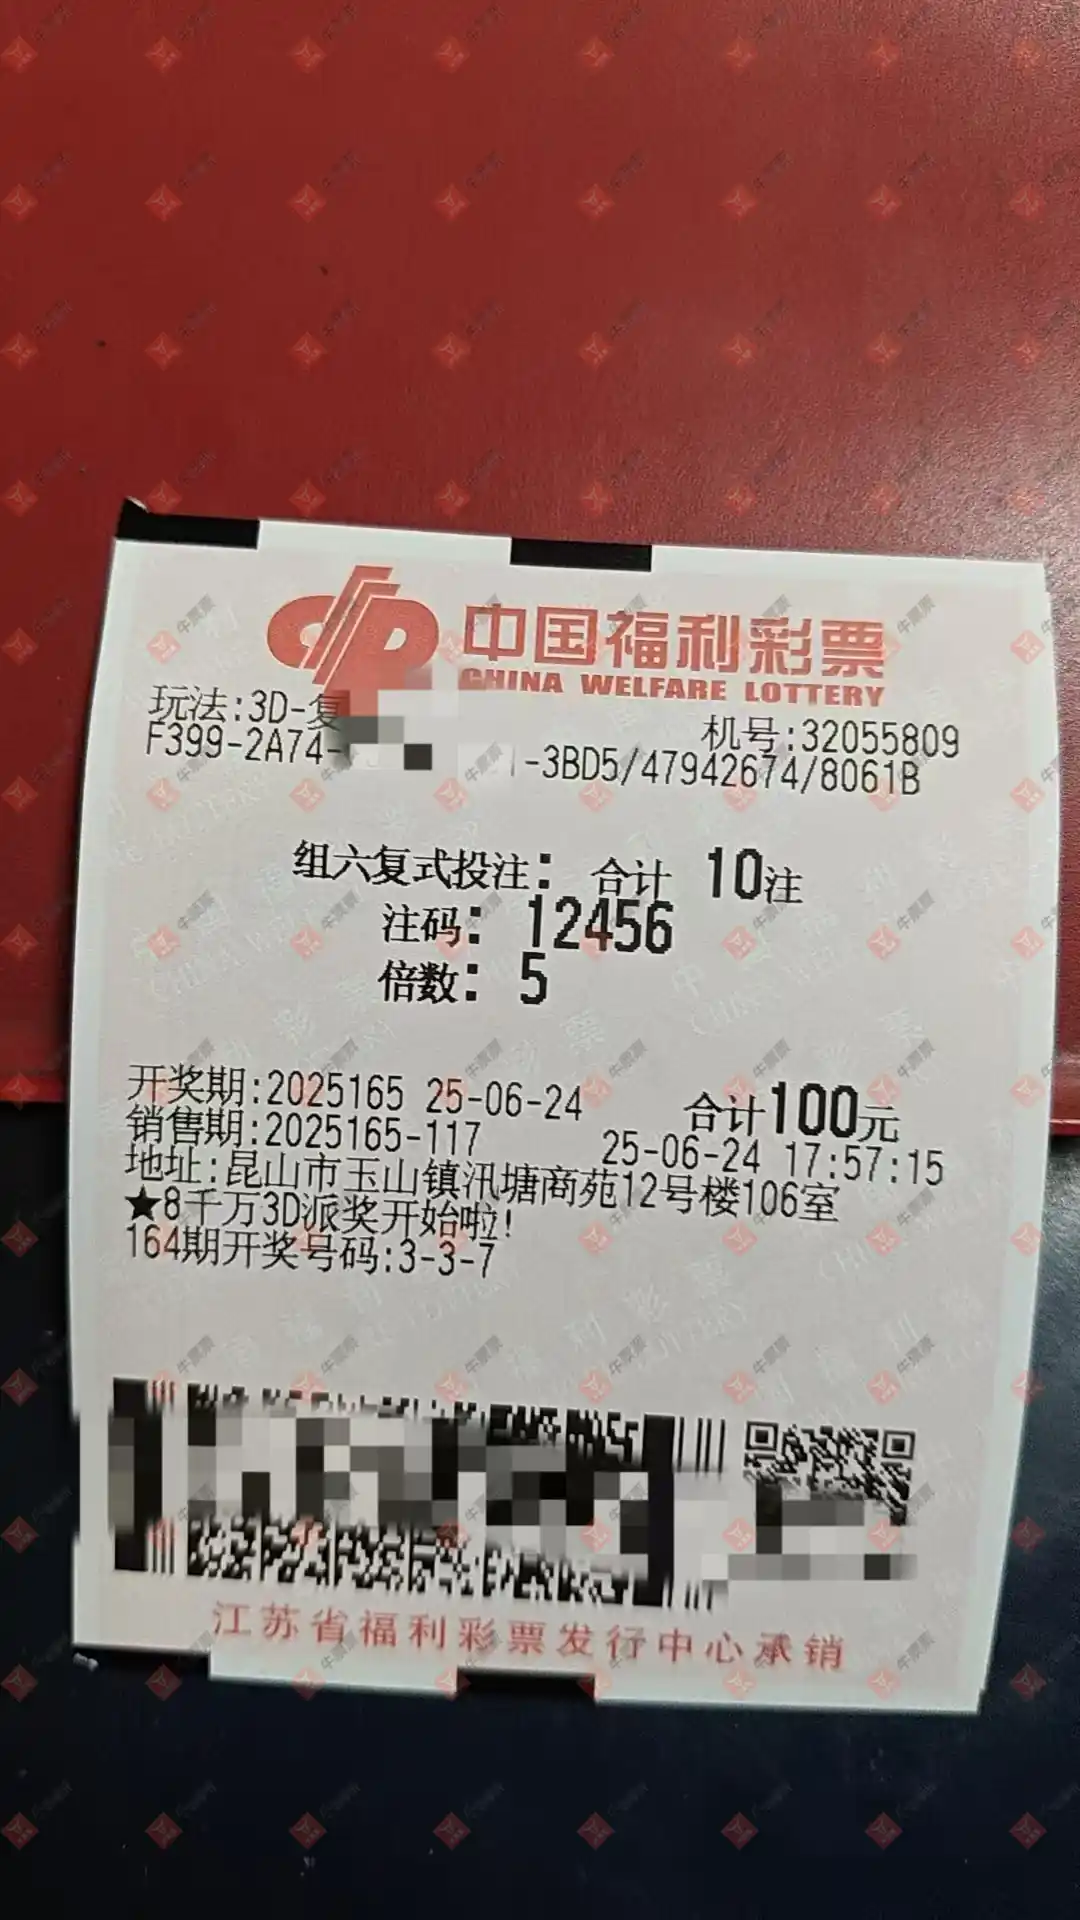 中国福利彩票
CHINA WELFARE LOTTERY
玩法:3D-复
机号:32055809
F399-2A74-
-3BD5/47942674/8061B
组六复式投注: 合计 10注
注码: 12456
倍数: 5
开奖期:2025165 25-06-24
合计100元
销售期:2025165-117
25-06-24 17:57:15
地址:昆山市玉山镇汛塘商苑12号楼106室
★8千万3D派奖开始啦!
164期开奖号码:3-3-7
江苏省福利彩票发行中心承销
牛票票